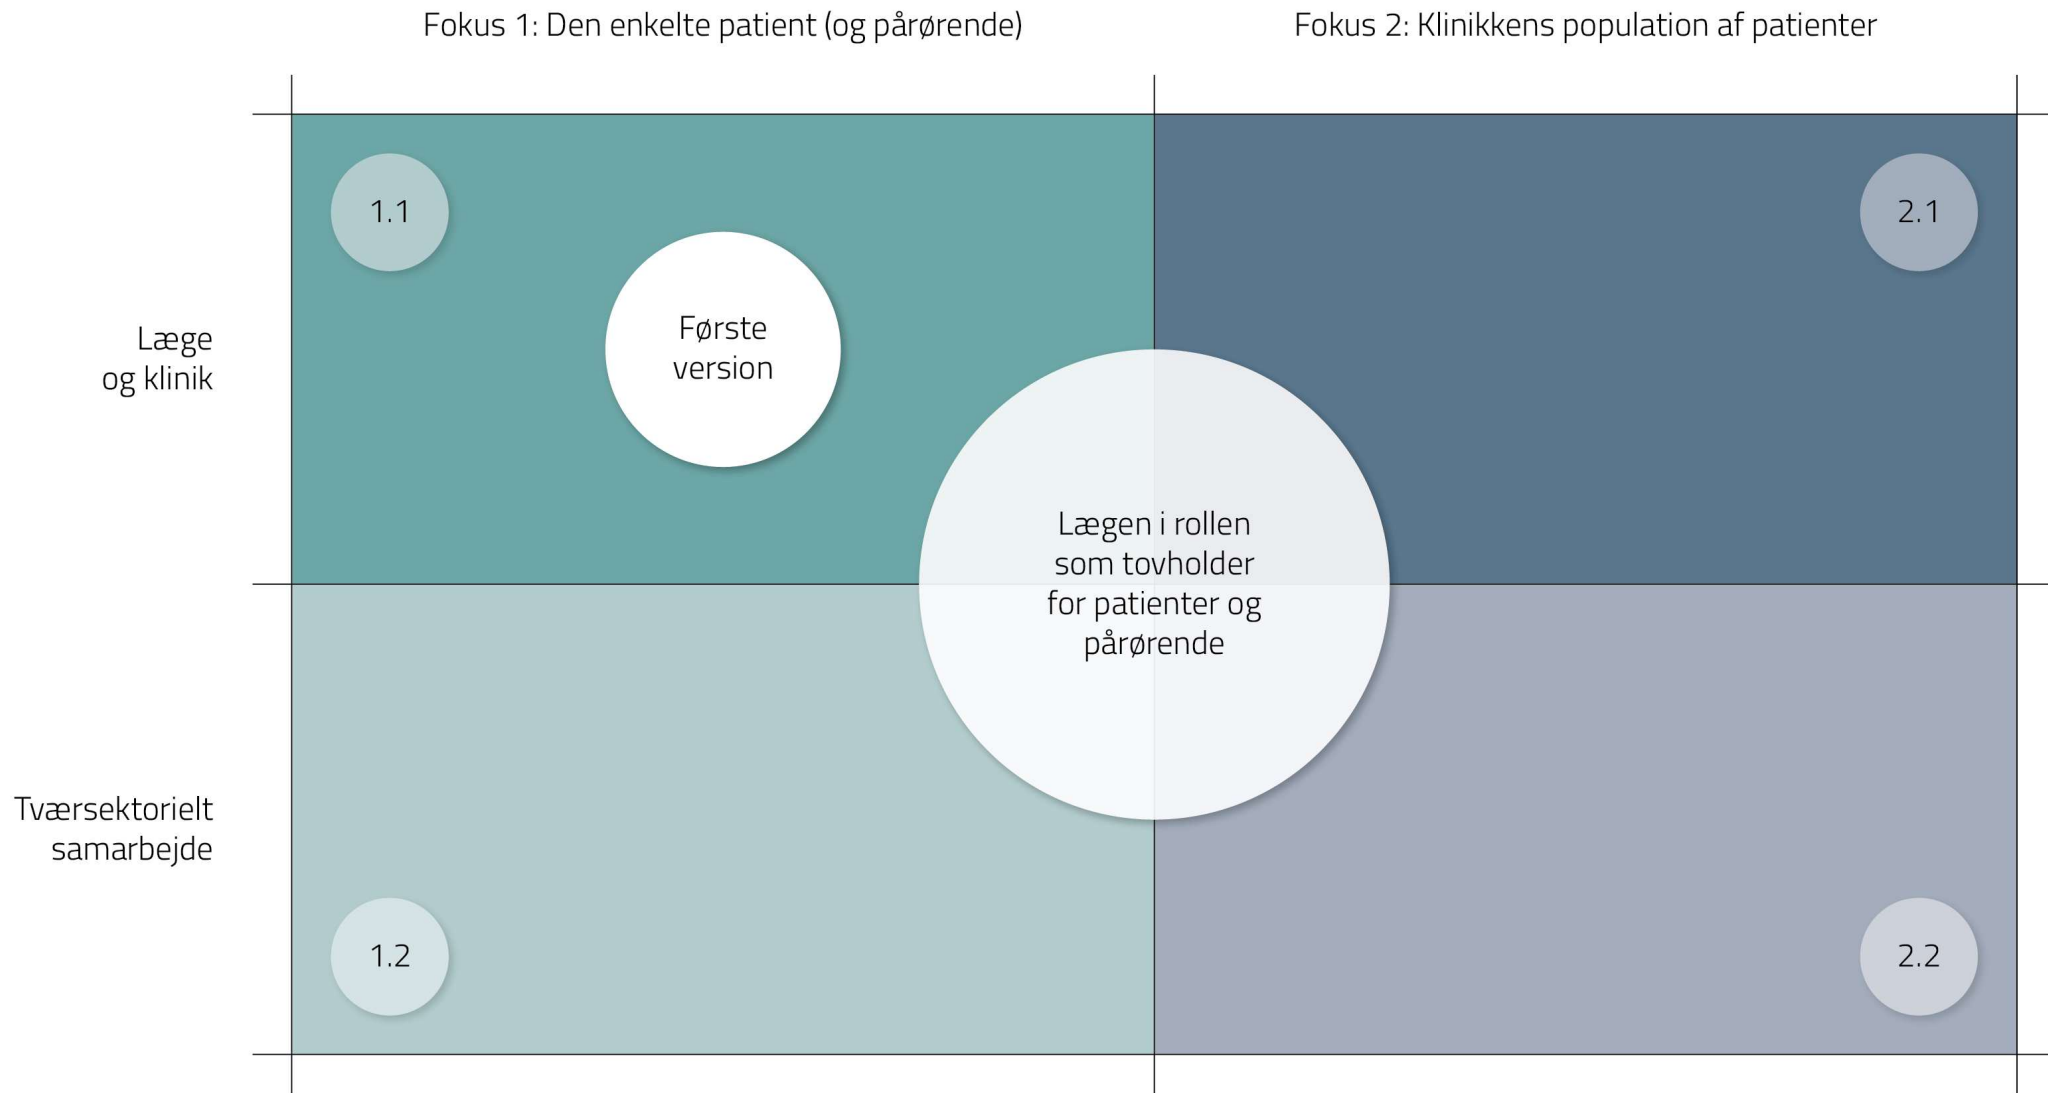 Fokus 1: Den enkelte patient (og pårørende)
Fokus 2: Klinikkens population af patienter
1.1
2.1
Læge
og klinik
Første
version
Lægen i rollen
som tovholder
for patienter og
pårørende
Tværsektorielt
samarbejde
1.2
2.2